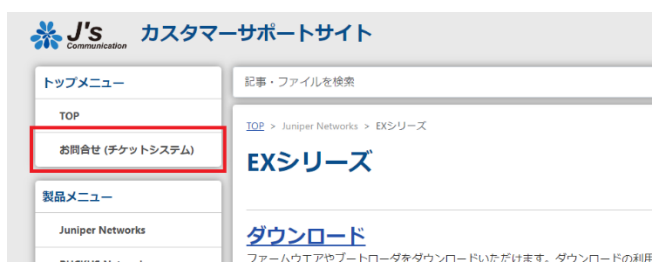 J's Communication カスタマーサポートサイト
トップメニュー
記事・ファイルを検索
TOP
お問合せ (チケットシステム)
TOP > Juniper Networks > EXシリーズ
EXシリーズ
製品メニュー
Juniper Networks
ダウンロード
ファームウエアやブートローダをダウンロードいただけます。ダウンロードの利用